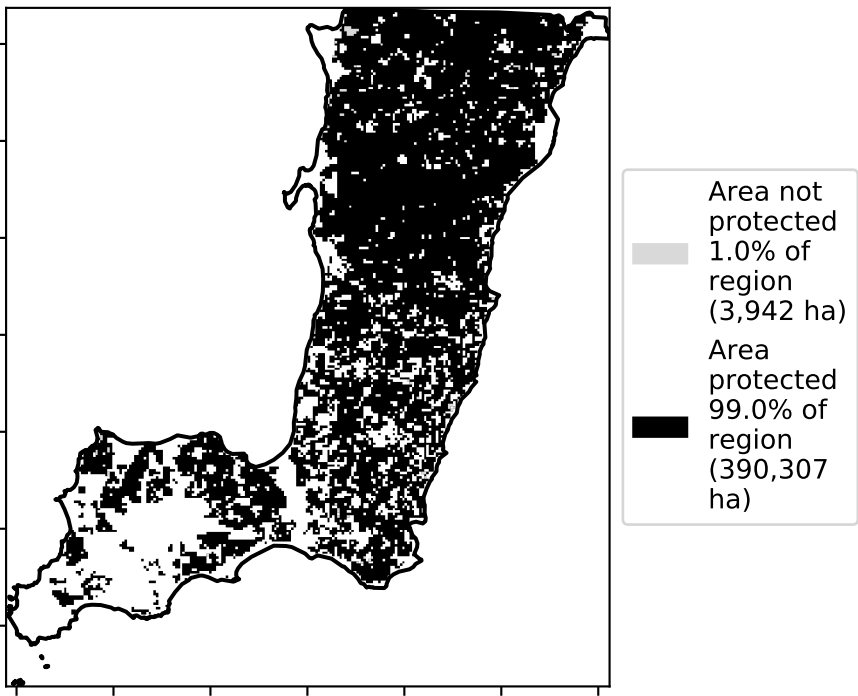 Area not
protected
1.0% of
region
(3,942 ha)
Area
protected
99.0% of
region
(390,307
ha)